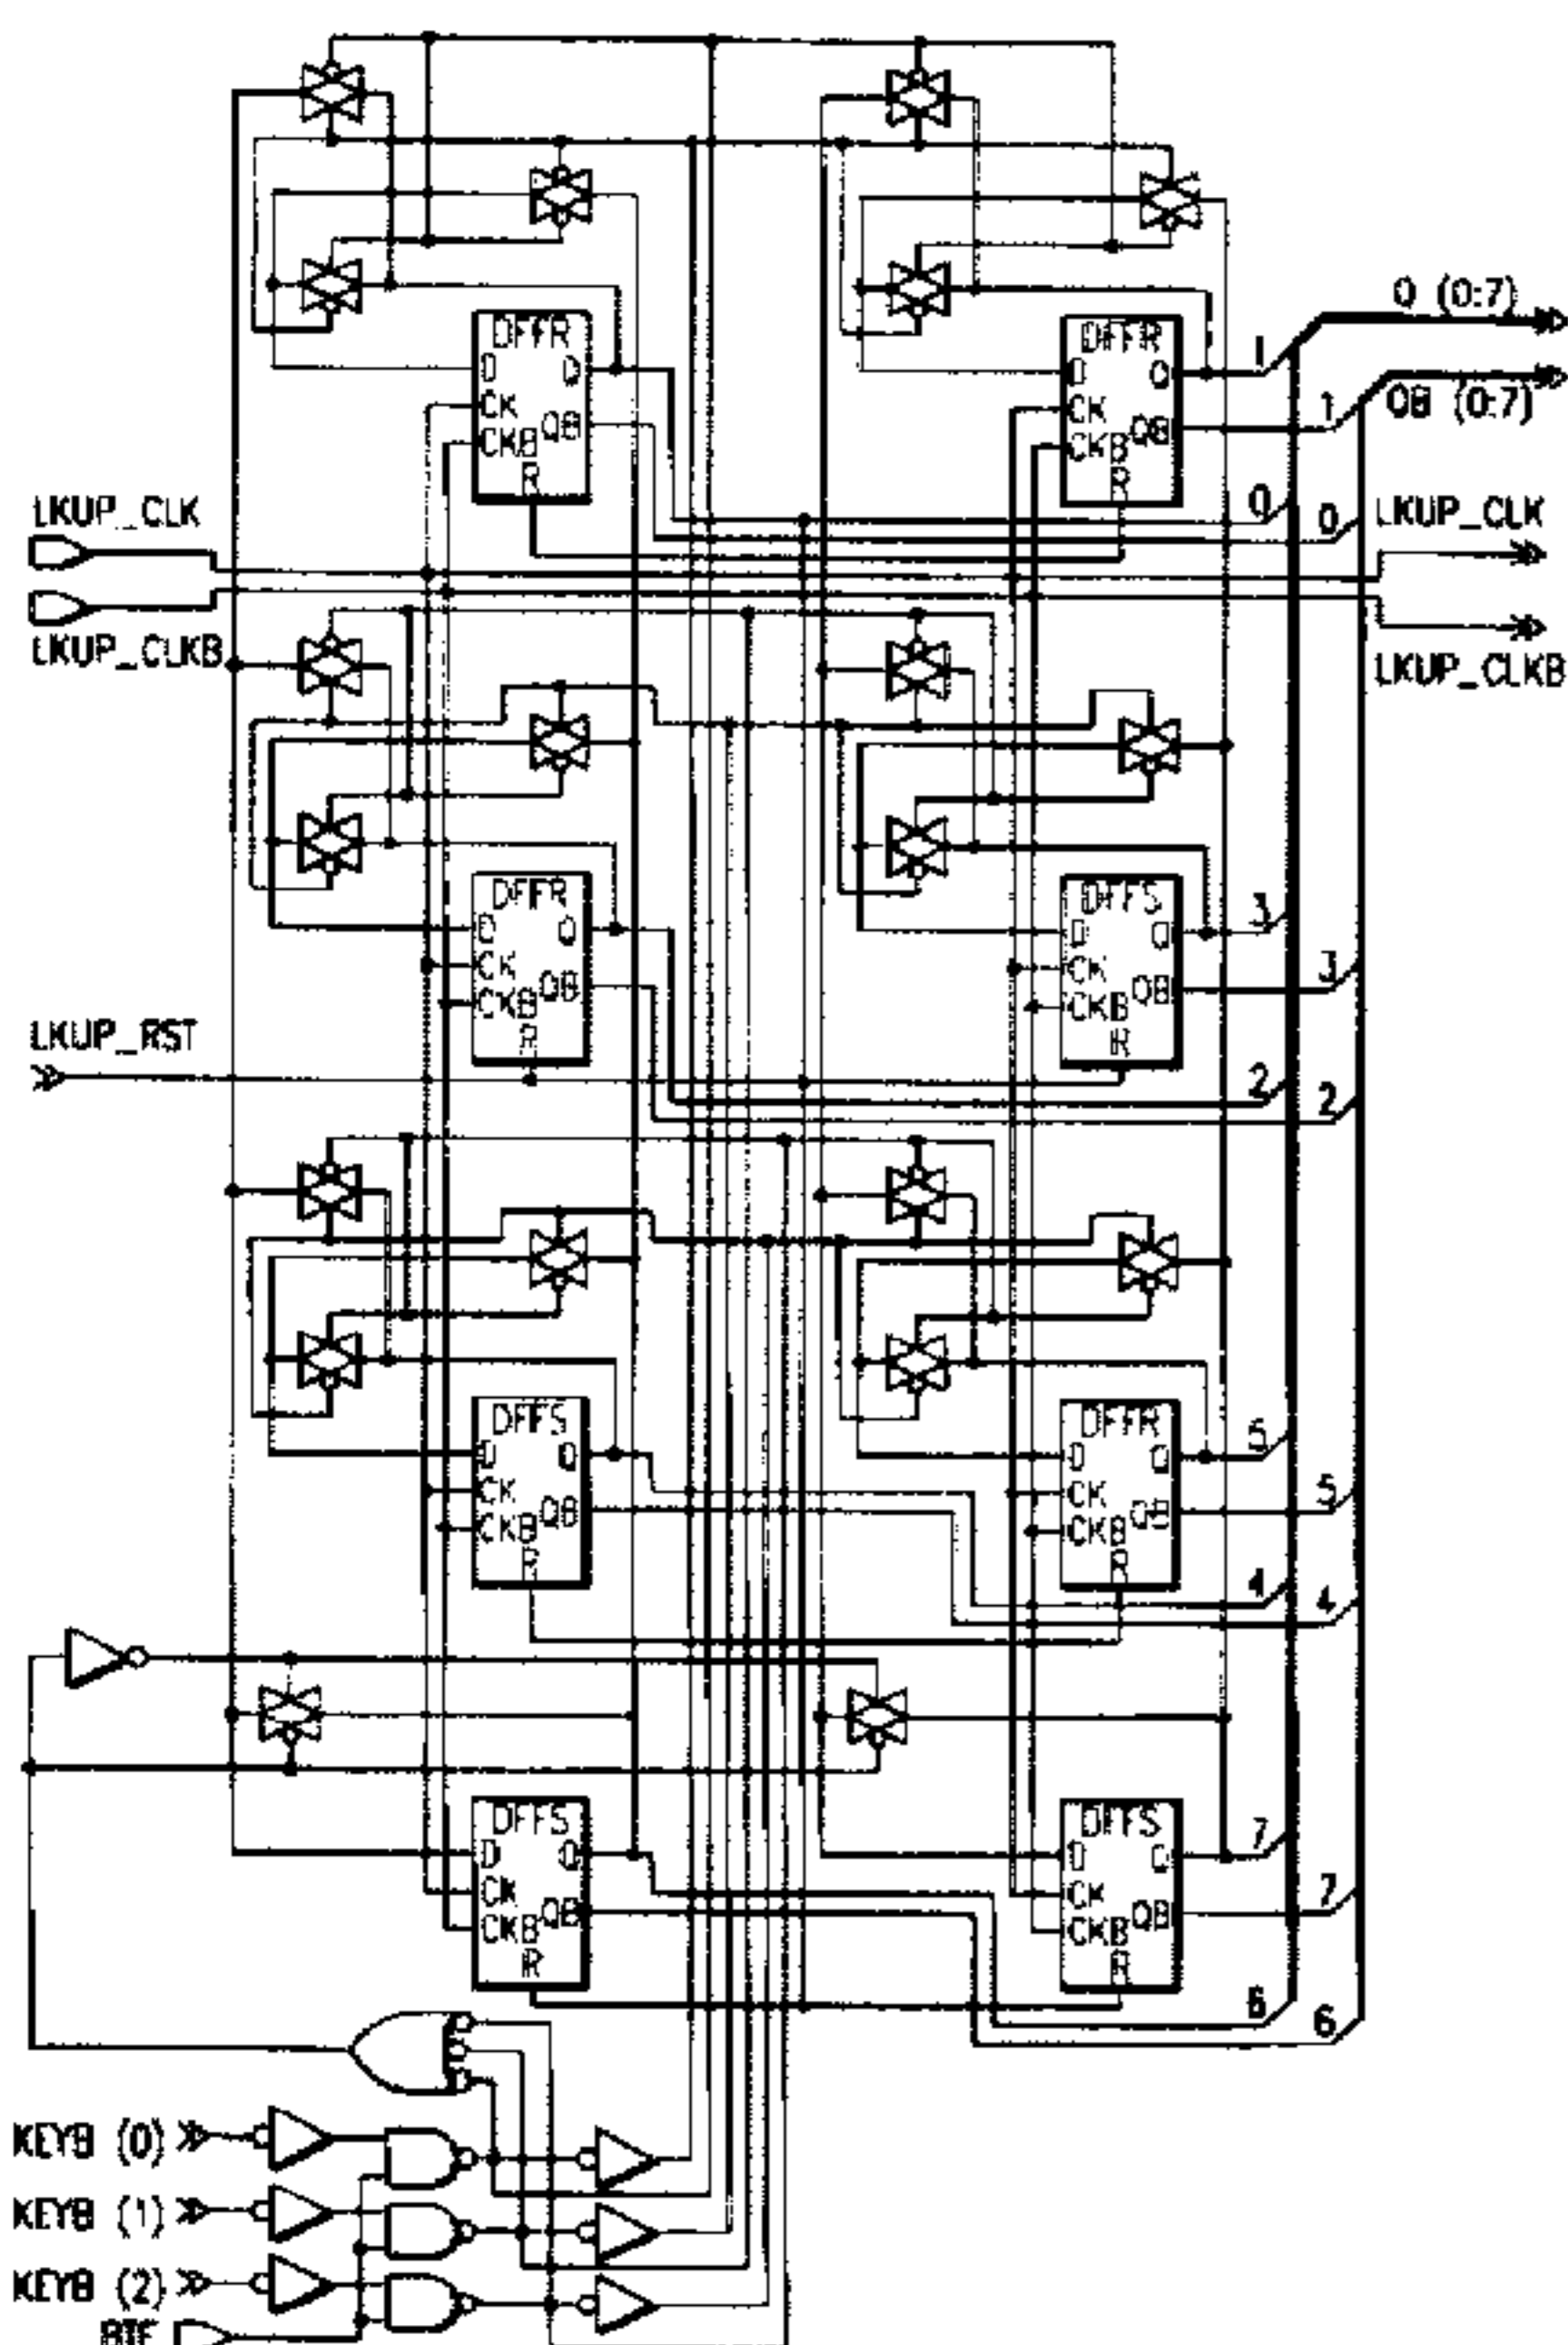 DFFR
D Q
CK
QB
CKB
R
DFFR
D Q
CK
QB
CKB
R
1
1
0
0
Q (0:7)
QB (0:7)
LKUP_CLK
LKUP_CLKB
LKUP_CLK
LKUP_CLKB
DFFR
D Q
CK
QB
CKB
R
DFFS
D Q
CK
QB
CKB
R
3
3
2
2
LKUP_RST
DFFS
D Q
CK
QB
CKB
R
DFFR
D Q
CK
QB
CKB
R
5
5
4
4
DFFS
D Q
CK
QB
CKB
R
DFFS
D Q
CK
QB
CKB
R
7
7
6
6
KEYB (0)
KEYB (1)
KEYB (2)